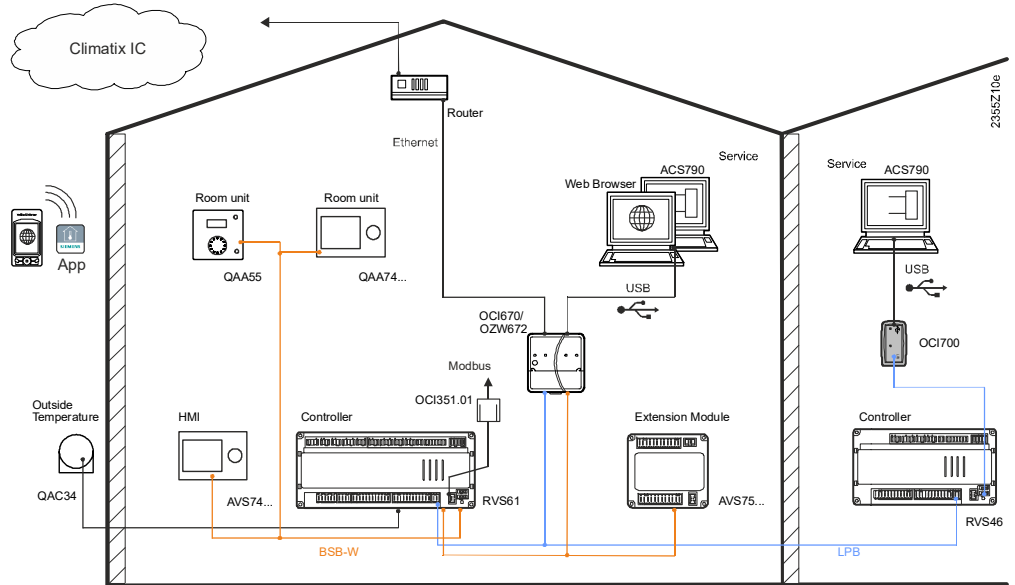 Climatix IC
2355Z10e
Router
Ethernet
Service
ACS790
Web Browser
Service
ACS790
Room unit
Room unit
SIEMENS
App
QAA55
QAA74...
USB
USB
OCI670/
OZW672
OCI700
Modbus
OCI351.01
Outside
Temperature
HMI
Controller
Extension Module
Controller
QAC34
AVS74...
RVS61
AVS75...
RVS46
BSB-W
LPB